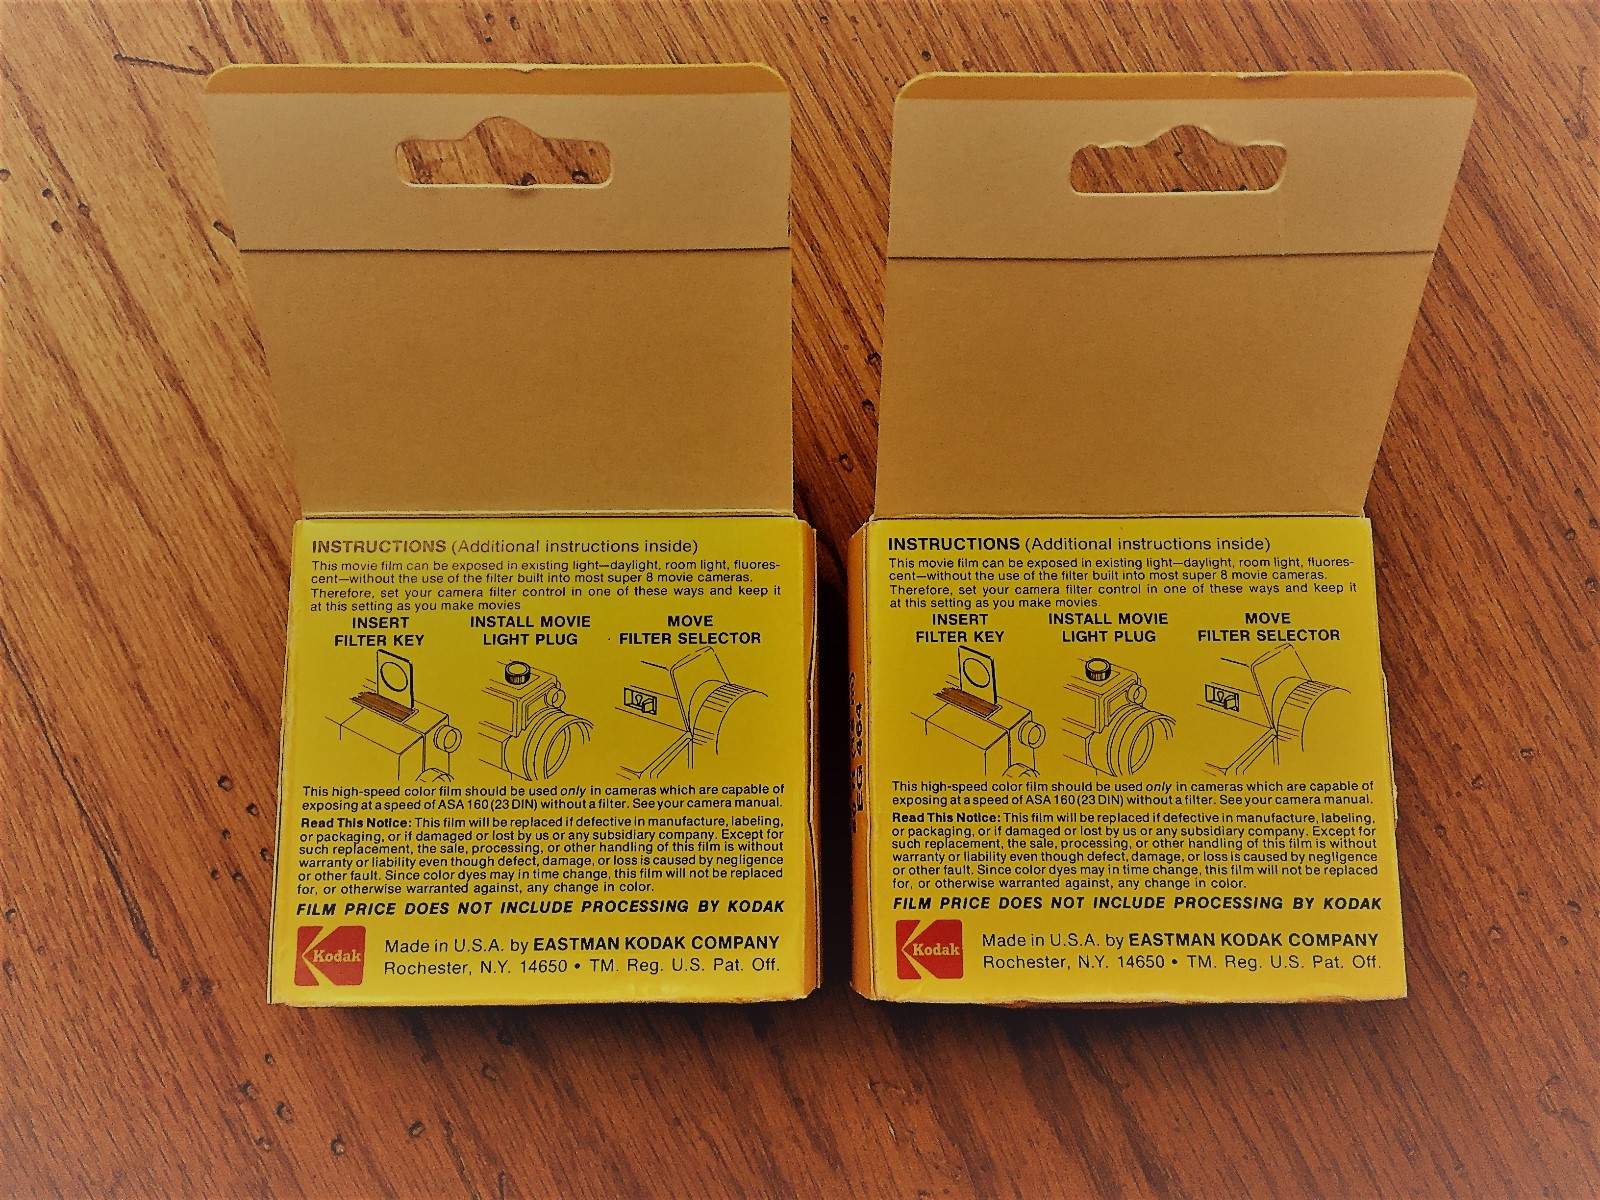 INSTRUCTIONS (Additional instructions inside)
This movie film can be exposed in existing light—daylight, room light, fluores-
cent—without the use of the filter built into most super 8 movie cameras.
Therefore, set your camera filter control in one of these ways and keep it
at this setting as you make movies
INSERT
FILTER KEY
INSTALL MOVIE
LIGHT PLUG
MOVE
FILTER SELECTOR
This high-speed color film should be used only in cameras which are capable of
exposing at a speed of ASA 160 (23 DIN) without a filter. See your camera manual.
Read This Notice: This film will be replaced if defective in manufacture, labeling,
or packaging, or if damaged or lost by us or any subsidiary company. Except for
such replacement, the sale, processing, or other handling of this film is without
warranty or liability even though defect, damage, or loss is caused by negligence
or other fault. Since color dyes may in time change, this film will not be replaced
for, or otherwise warranted against, any change in color.
FILM PRICE DOES NOT INCLUDE PROCESSING BY KODAK
Kodak
Made in U.S.A. by EASTMAN KODAK COMPANY
Rochester, N.Y. 14650 • TM. Reg. U.S. Pat. Off.
EG 464
INSTRUCTIONS (Additional instructions inside)
This movie film can be exposed in existing light—daylight, room light, fluores-
cent—without the use of the filter built into most super 8 movie cameras.
Therefore, set your camera filter control in one of these ways and keep it
at this setting as you make movies.
INSERT
FILTER KEY
INSTALL MOVIE
LIGHT PLUG
MOVE
FILTER SELECTOR
This high-speed color film should be used only in cameras which are capable of
exposing at a speed of ASA 160 (23 DIN) without a filter. See your camera manual.
Read This Notice: This film will be replaced if defective in manufacture, labeling,
or packaging, or if damaged or lost by us or any subsidiary company. Except for
such replacement, the sale, processing, or other handling of this film is without
warranty or liability even though defect, damage, or loss is caused by negligence
or other fault. Since color dyes may in time change, this film will not be replaced
for, or otherwise warranted against, any change in color.
FILM PRICE DOES NOT INCLUDE PROCESSING BY KODAK
Kodak
Made in U.S.A. by EASTMAN KODAK COMPANY
Rochester, N.Y. 14650 • TM. Reg. U.S. Pat. Off.